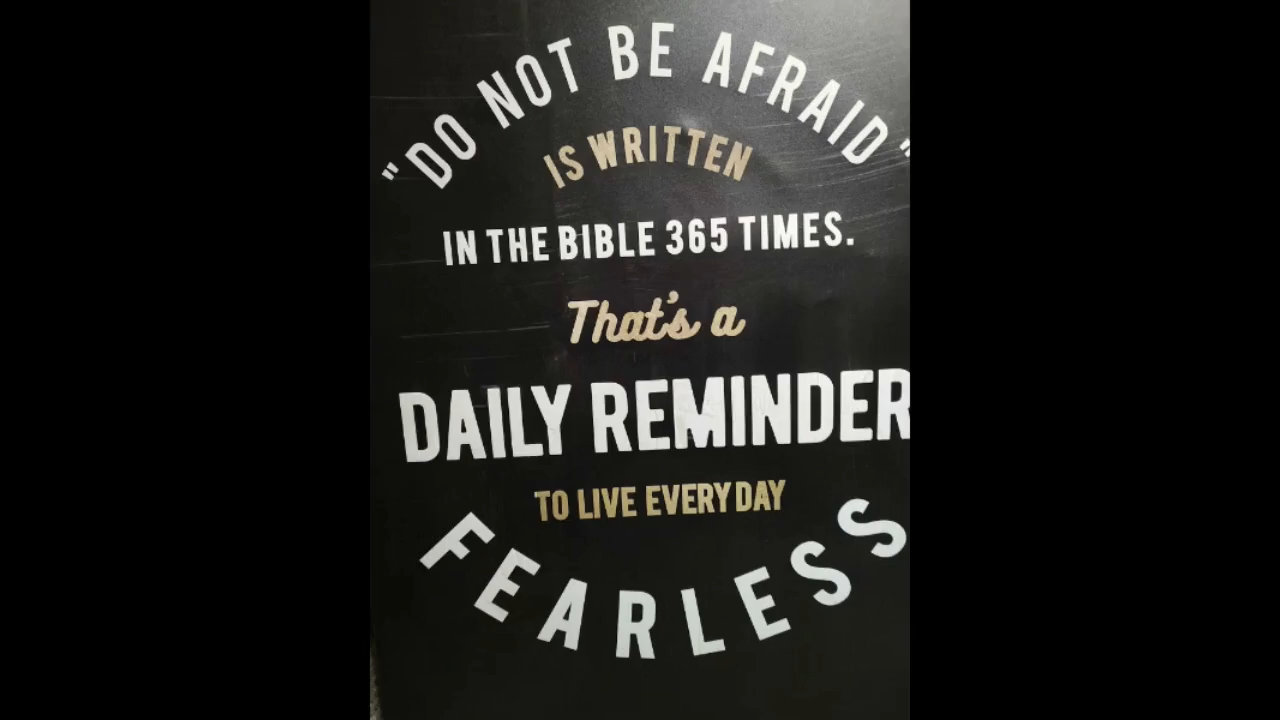 "DO NOT BE AFRAID"
IS WRITTEN
IN THE BIBLE 365 TIMES.
That's a
DAILY REMINDER
TO LIVE EVERYDAY
FEARLESS